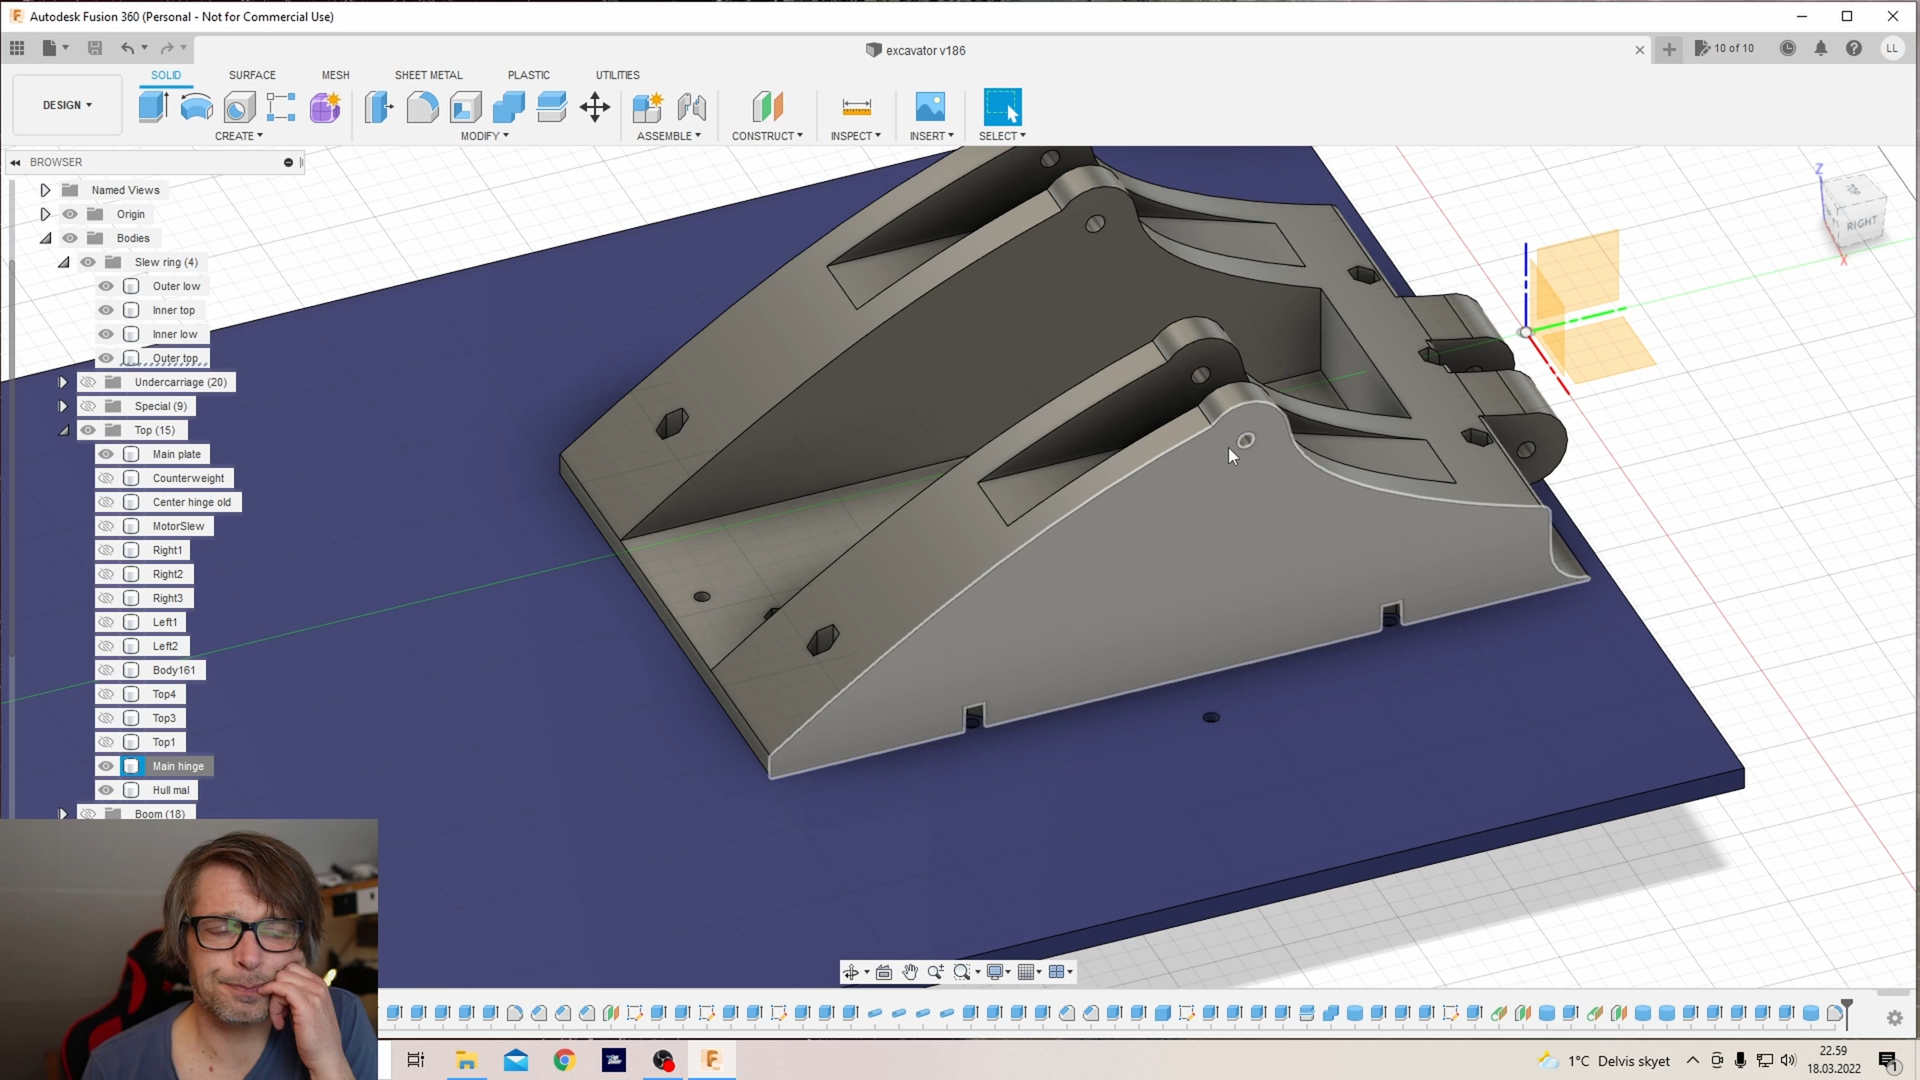 Autodesk Fusion 360 (Personal - Not for Commercial Use)
excavator v186
10 of 10
LL
DESIGN
SOLID
SURFACE
MESH
SHEET METAL
PLASTIC
UTILITIES
CREATE
MODIFY
ASSEMBLE
CONSTRUCT
INSPECT
INSERT
SELECT
BROWSER
Named Views
Origin
Bodies
Slew ring (4)
Outer low
Inner top
Inner low
Outer top
Undercarriage (20)
Special (9)
Top (15)
Main plate
Counterweight
Center hinge old
MotorSlew
Right1
Right2
Right3
Left1
Left2
Body161
Top4
Top3
Top1
Main hinge
Hull mal
Boom (18)
Z
TOP
RIGHT
X
1°C Delvis skyet
22.59
18.03.2022
1